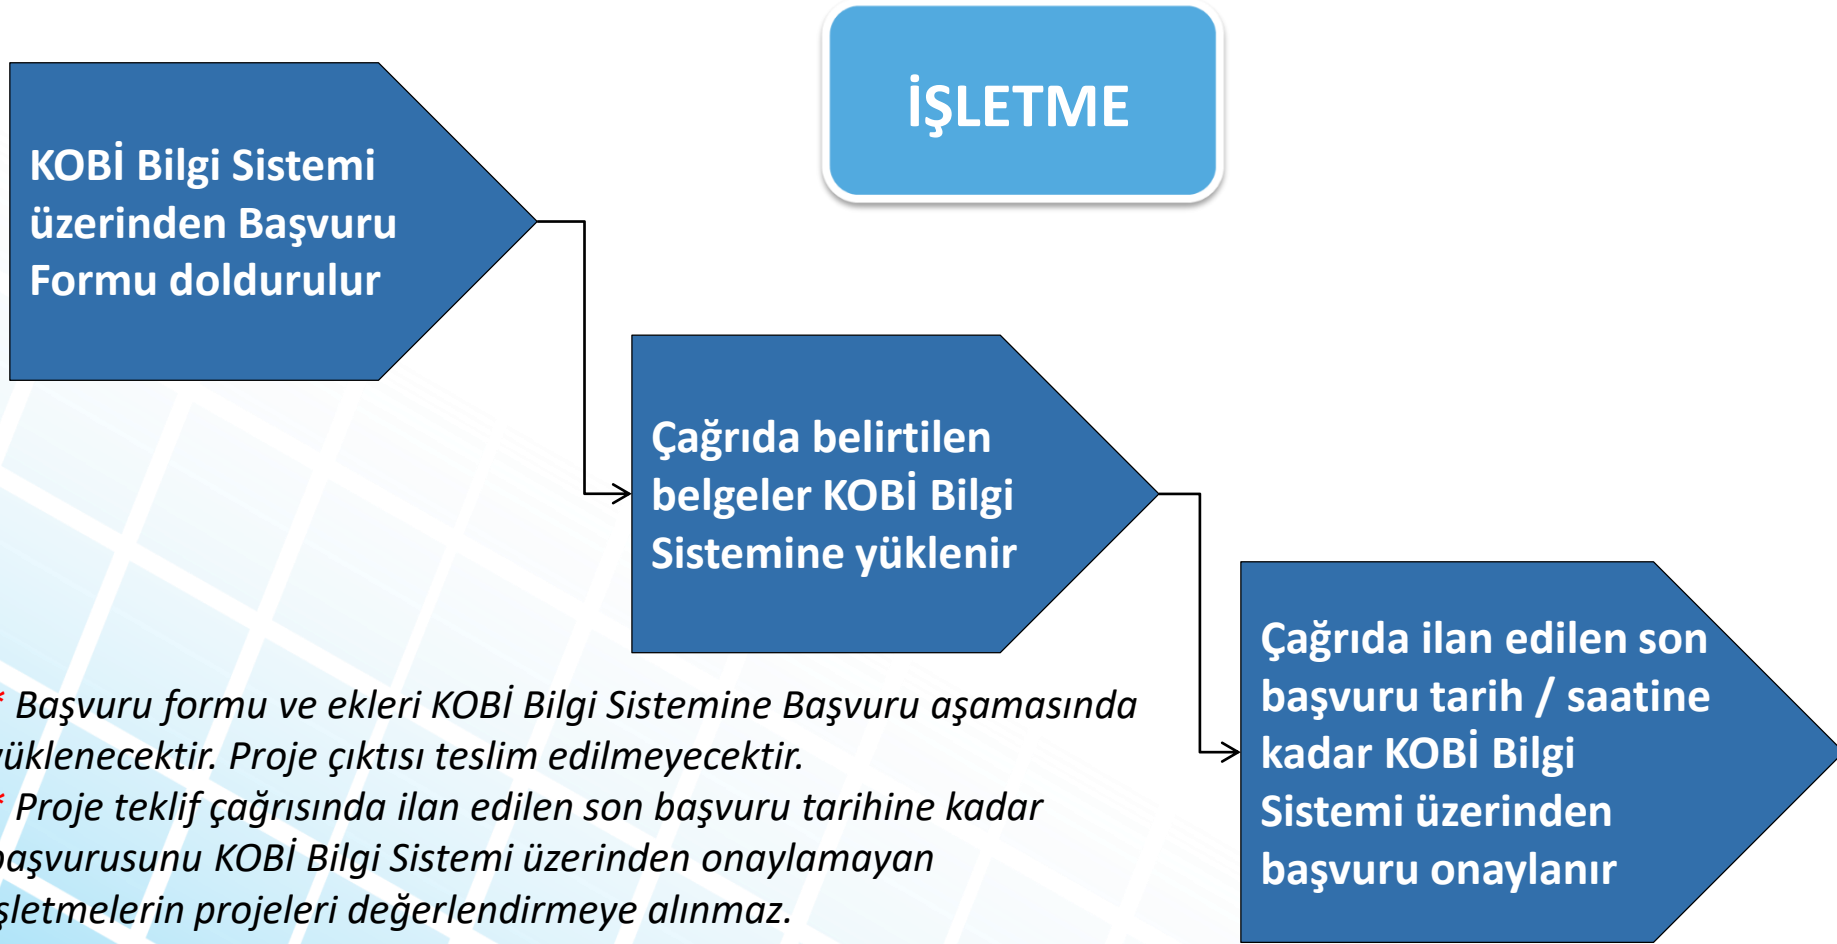 İŞLETME
KOBİ Bilgi Sistemi
üzerinden Başvuru
Formu doldurulur
Çağrıda belirtilen
belgeler KOBİ Bilgi
Sistemine yüklenir
Çağrıda ilan edilen son
başvuru tarih / saatine
kadar KOBİ Bilgi
Sistemi üzerinden
başvuru onaylanır
* Başvuru formu ve ekleri KOBİ Bilgi Sistemine Başvuru aşamasında
yüklenecektir. Proje çıktısı teslim edilmeyecektir.
* Proje teklif çağrısında ilan edilen son başvuru tarihine kadar
başvurusunu KOBİ Bilgi Sistemi üzerinden onaylamayan
işletmelerin projeleri değerlendirmeye alınmaz.